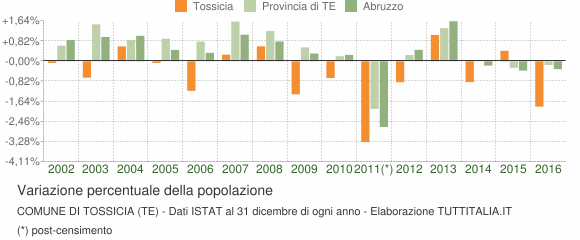 Tossicia Provincia di TE Abruzzo
+1,64%
+0,82%
-0,00%
-0,82%
-1,64%
-2,46%
-3,28%
-4,11%
2002 2003 2004 2005 2006 2007 2008 2009 2010 2011(*) 2012 2013 2014 2015 2016
Variazione percentuale della popolazione
COMUNE DI TOSSICIA (TE) - Dati ISTAT al 31 dicembre di ogni anno - Elaborazione TUTTITALIA.IT
(*) post-censimento